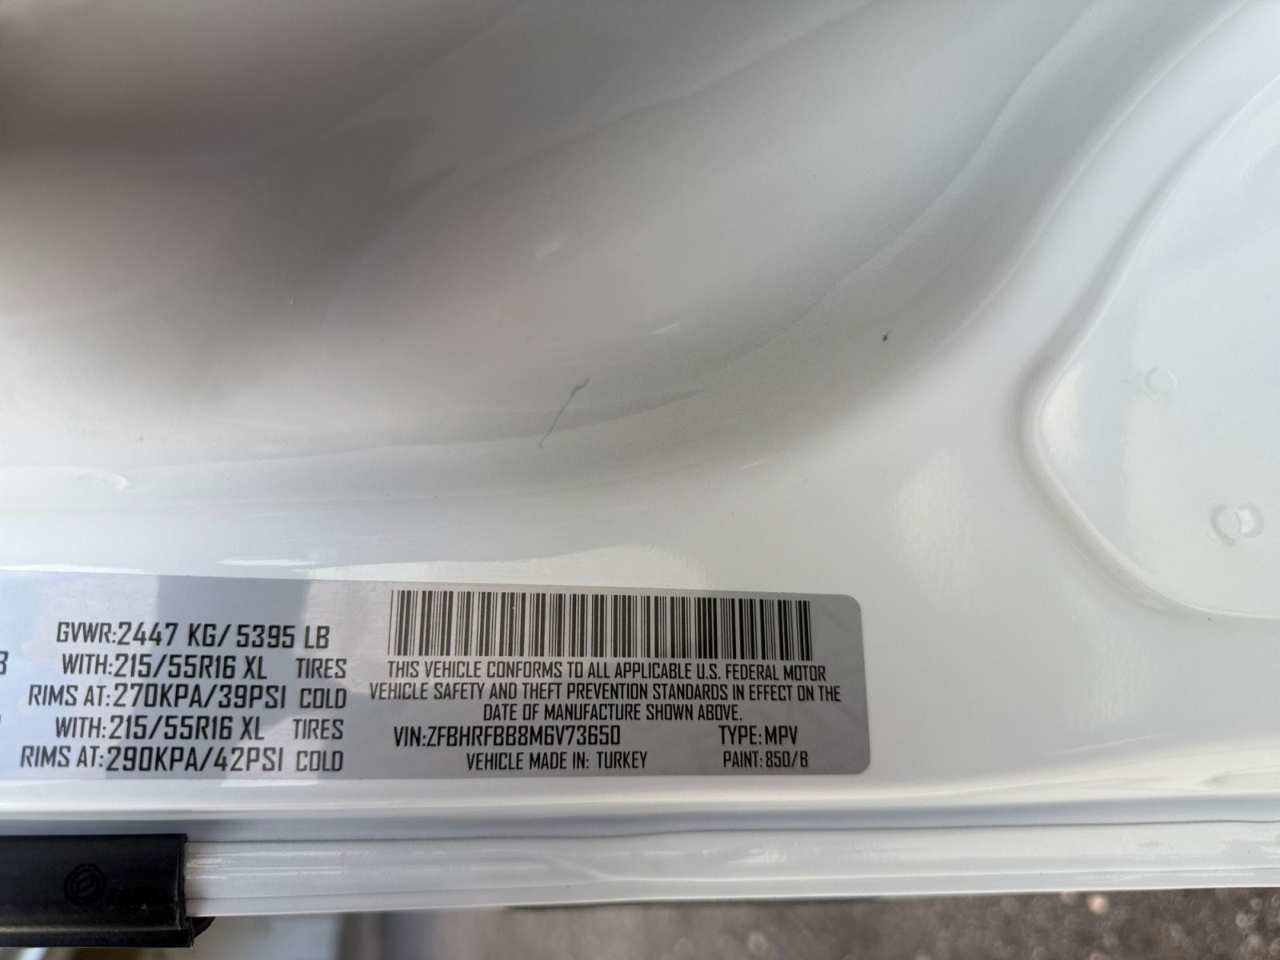 GVWR:2447 KG/5395 LB
WITH:215/55R16 XL TIRES
RIMS AT:270KPA/39PSI COLD
WITH:215/55R16 XL TIRES
RIMS AT:290KPA/42PSI COLD
THIS VEHICLE CONFORMS TO ALL APPLICABLE U.S. FEDERAL MOTOR
VEHICLE SAFETY AND THEFT PREVENTION STANDARDS IN EFFECT ON THE
DATE OF MANUFACTURE SHOWN ABOVE.
VIN:ZFBHRFBB8M6V73650 TYPE:MPV
VEHICLE MADE IN: TURKEY PAINT:850/B